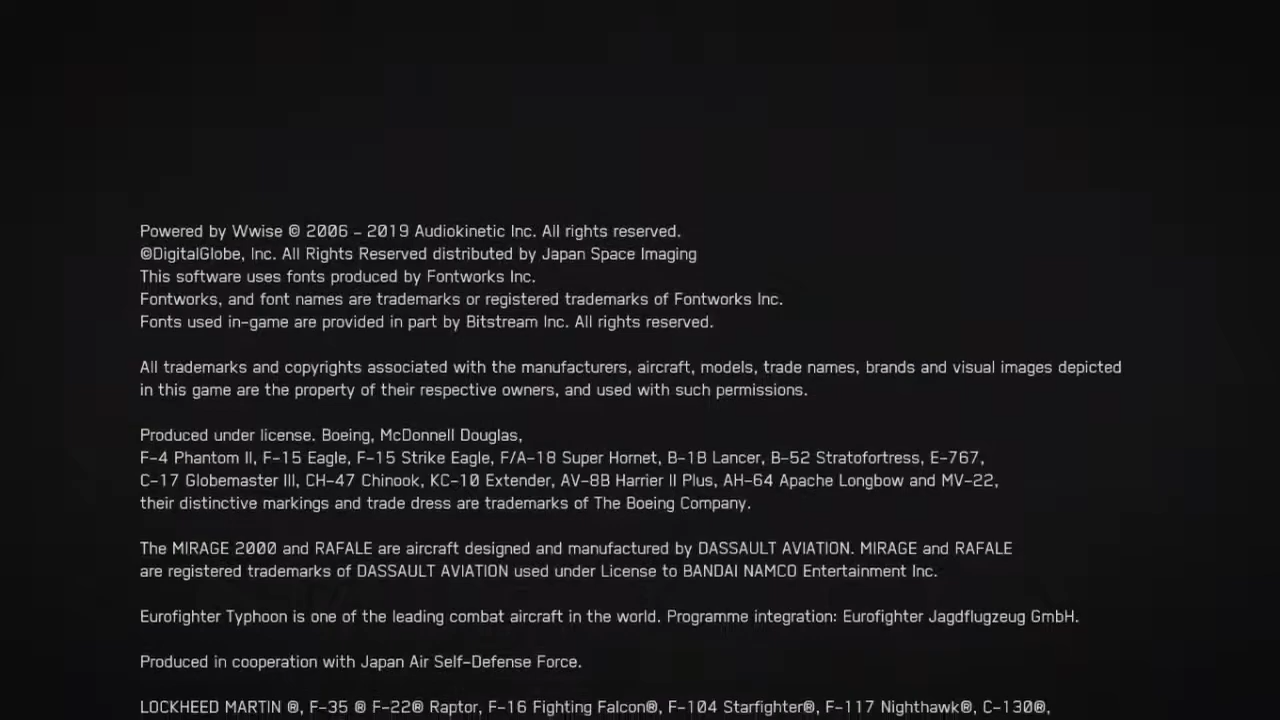 Powered by Wwise © 2006 – 2019 Audiokinetic Inc. All rights reserved.
©DigitalGlobe, Inc. All Rights Reserved distributed by Japan Space Imaging
This software uses fonts produced by Fontworks Inc.
Fontworks, and font names are trademarks or registered trademarks of Fontworks Inc.
Fonts used in-game are provided in part by Bitstream Inc. All rights reserved.
All trademarks and copyrights associated with the manufacturers, aircraft, models, trade names, brands and visual images depicted
in this game are the property of their respective owners, and used with such permissions.
Produced under license. Boeing, McDonnell Douglas,
F-4 Phantom II, F-15 Eagle, F-15 Strike Eagle, F/A-18 Super Hornet, B-1B Lancer, B-52 Stratofortress, E-767,
C-17 Globemaster III, CH-47 Chinook, KC-10 Extender, AV-8B Harrier II Plus, AH-64 Apache Longbow and MV-22,
their distinctive markings and trade dress are trademarks of The Boeing Company.
The MIRAGE 2000 and RAFALE are aircraft designed and manufactured by DASSAULT AVIATION. MIRAGE and RAFALE
are registered trademarks of DASSAULT AVIATION used under License to BANDAI NAMCO Entertainment Inc.
Eurofighter Typhoon is one of the leading combat aircraft in the world. Programme integration: Eurofighter Jagdflugzeug GmbH.
Produced in cooperation with Japan Air Self-Defense Force.
LOCKHEED MARTIN ®, F-35 ® F-22® Raptor, F-16 Fighting Falcon®, F-104 Starfighter®, F-117 Nighthawk®, C-130®,